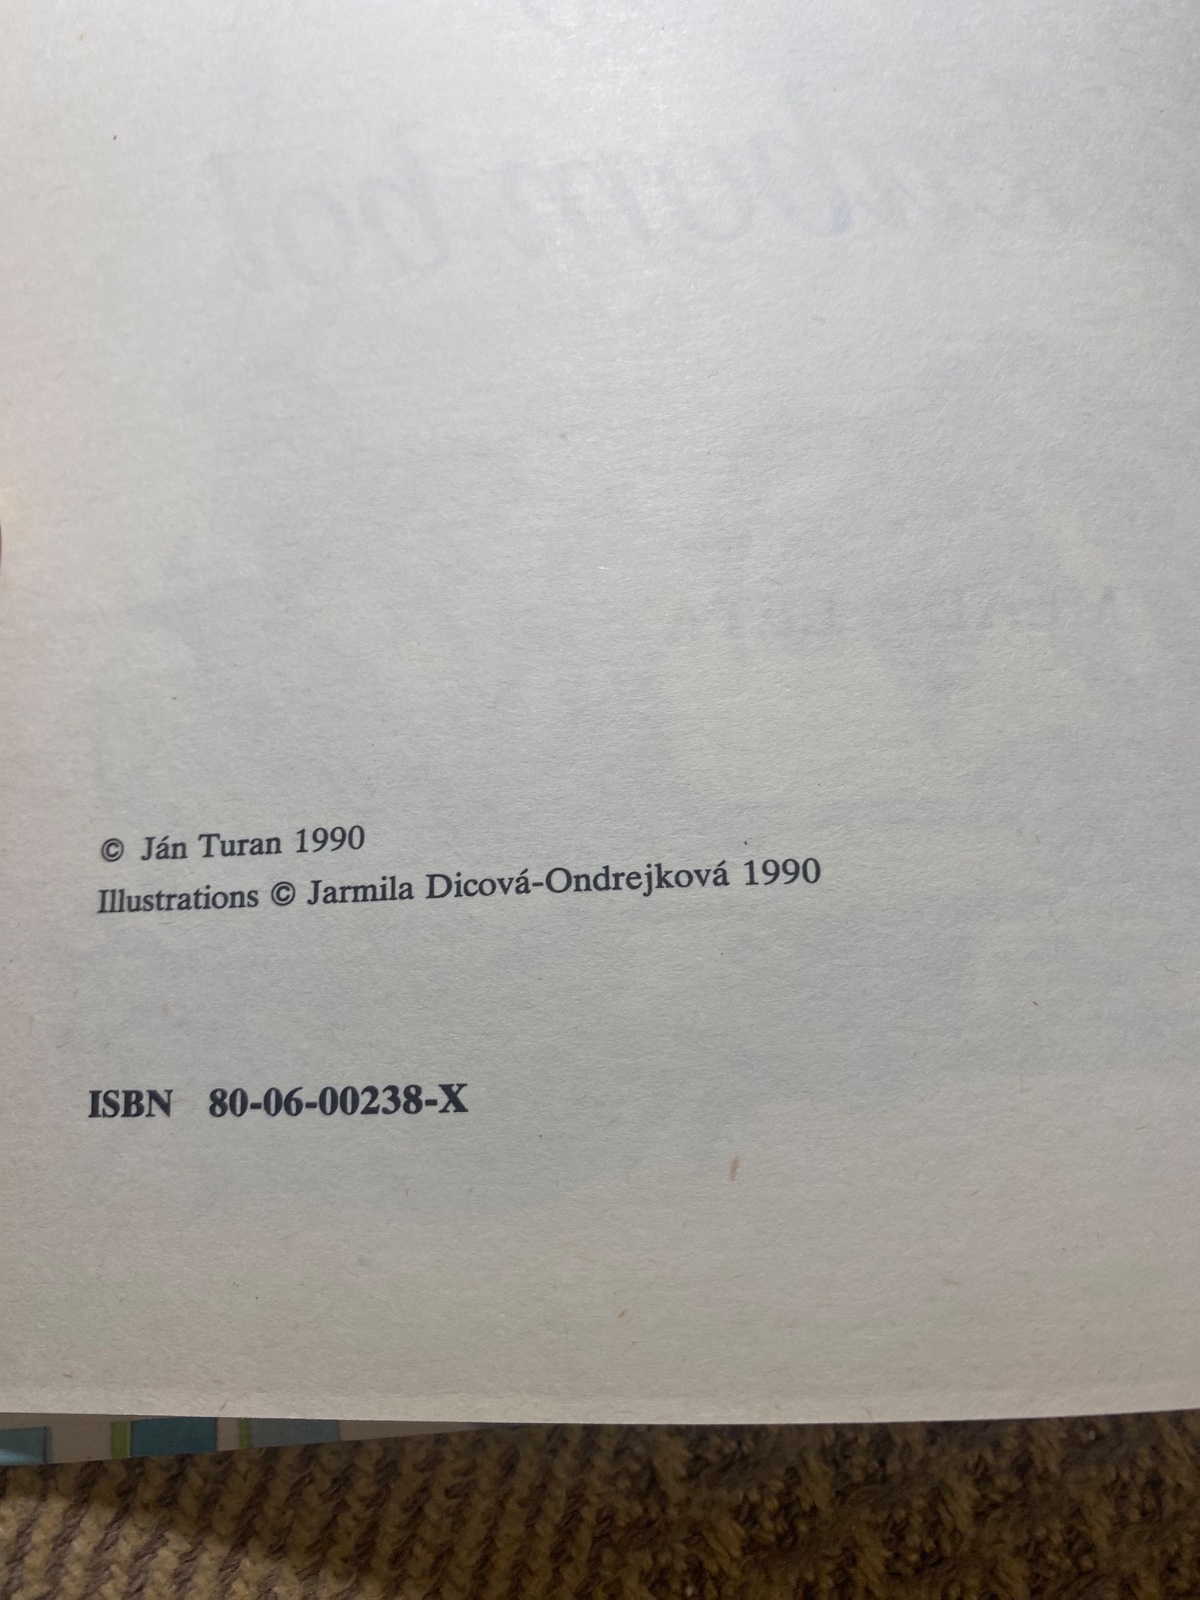 © Ján Turan 1990
Illustrations © Jarmila Dicová-Ondrejková 1990
ISBN 80-06-00238-X